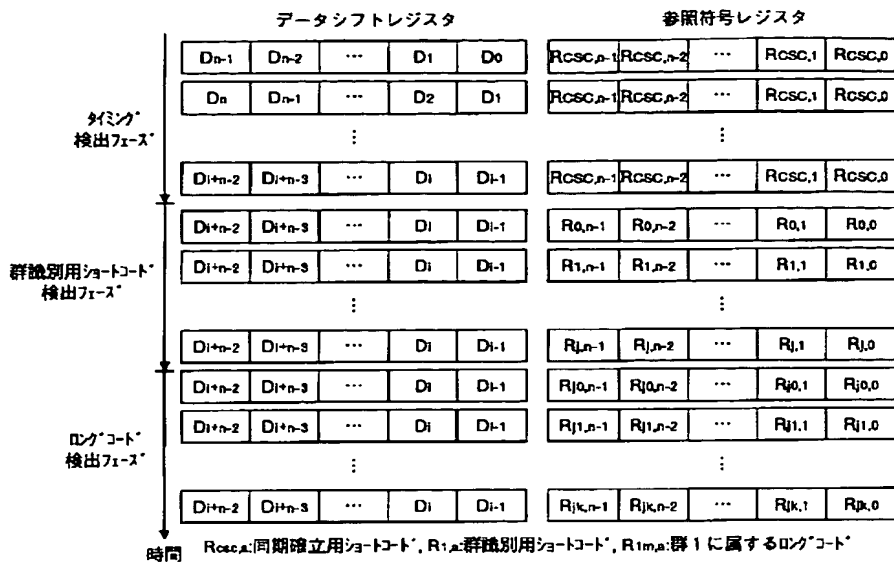 データシフトレジスタ 参照符号レジスタ
Dn-1 Dn-2 … D1 D0 RCSC,n-1 RCSC,n-2 … RCSC,1 RCSC,0
Dn Dn-1 … D2 D1 RCSC,n-1 RCSC,n-2 … RCSC,1 RCSC,0
タイミング
検出フェーズ
⋮ ⋮
Di+n-2 Di+n-3 … Di Di-1 RCSC,n-1 RCSC,n-2 … RCSC,1 RCSC,0
Di+n-2 Di+n-3 … Di Di-1 R0,n-1 R0,n-2 … R0,1 R0,0
群識別用ショートコード
検出フェーズ
Di+n-2 Di+n-3 … Di Di-1 R1,n-1 R1,n-2 … R1,1 R1,0
⋮ ⋮
Di+n-2 Di+n-3 … Di Di-1 Rj,n-1 Rj,n-2 … Rj,1 Rj,0
Di+n-2 Di+n-3 … Di Di-1 Rj0,n-1 Rj0,n-2 … Rj0,1 Rj0,0
ロングコード
検出フェーズ
Di+n-2 Di+n-3 … Di Di-1 Rj1,n-1 Rj1,n-2 … Rj1,1 Rj1,0
⋮ ⋮
Di+n-2 Di+n-3 … Di Di-1 Rjk,n-1 Rjk,n-2 … Rjk,1 Rjk,0
時間
Rcsc,a:同期確立用ショートコード, R1,a:群識別用ショートコード, R1m,a:群1に属するロングコード